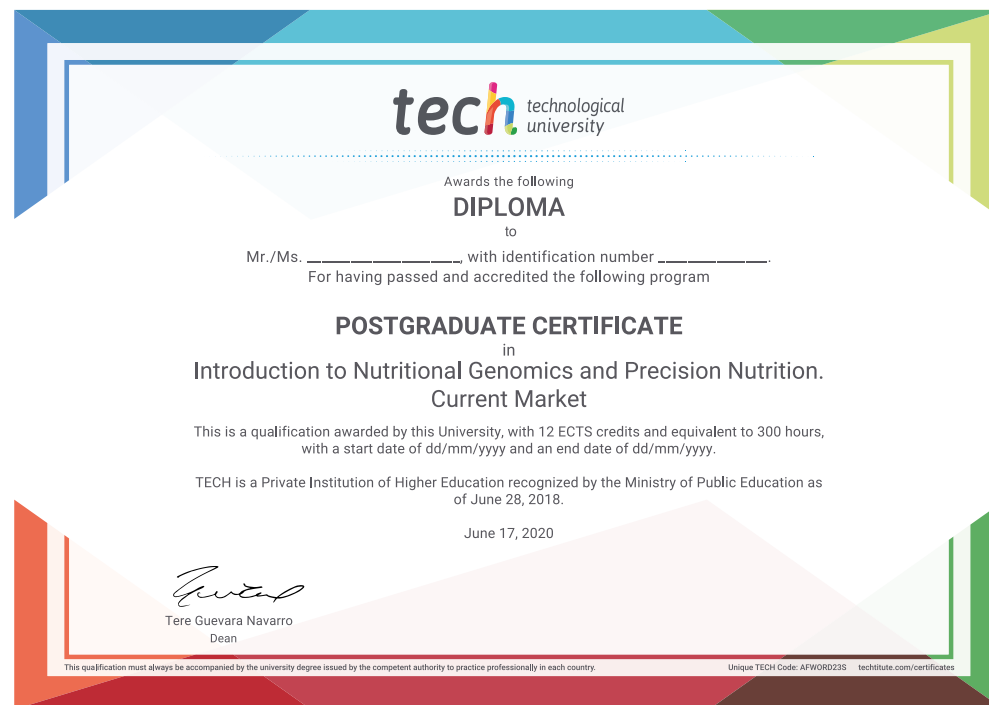 tech technological
university
Awards the following
DIPLOMA
to
Mr./Ms. _____________________, with identification number _______________.
For having passed and accredited the following program
POSTGRADUATE CERTIFICATE
in
Introduction to Nutritional Genomics and Precision Nutrition.
Current Market
This is a qualification awarded by this University, with 12 ECTS credits and equivalent to 300 hours,
with a start date of dd/mm/yyyy and an end date of dd/mm/yyyy.
TECH is a Private Institution of Higher Education recognized by the Ministry of Public Education as
of June 28, 2018.
June 17, 2020
Tere Guevara Navarro
Dean
This qualification must always be accompanied by the university degree issued by the competent authority to practice professionally in each country.
Unique TECH Code: AFWORD23S techtitute.com/certificates